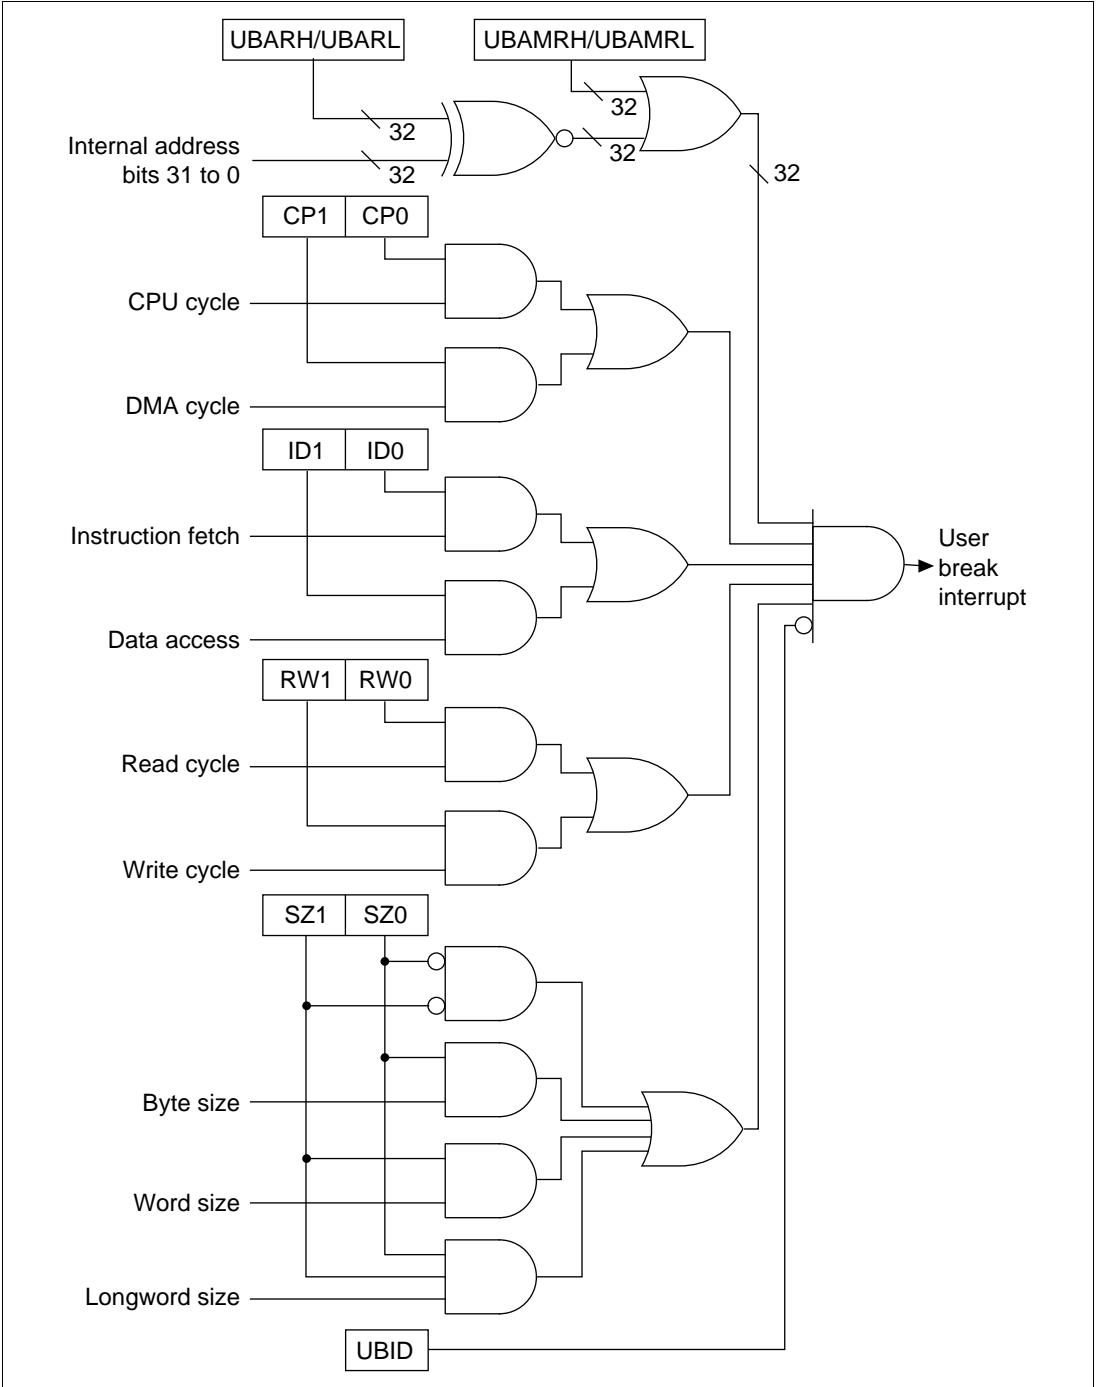 UBARH/UBARL
UBAMRH/UBAMRL
32
32
32
32
32
Internal address
bits 31 to 0
CP1
CP0
CPU cycle
DMA cycle
ID1
ID0
Instruction fetch
Data access
User
break
interrupt
RW1
RW0
Read cycle
Write cycle
SZ1
SZ0
Byte size
Word size
Longword size
UBID